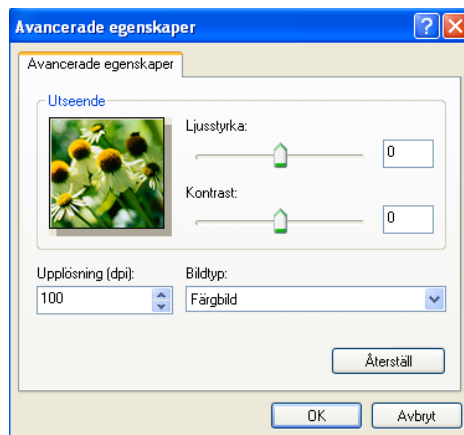 Avancerade egenskaper
Avancerade egenskaper
Utseende
Ljusstyrka:
0
Kontrast:
0
Upplösning (dpi): Bildtyp:
100 Färgbild
Återställ
OK Avbryt